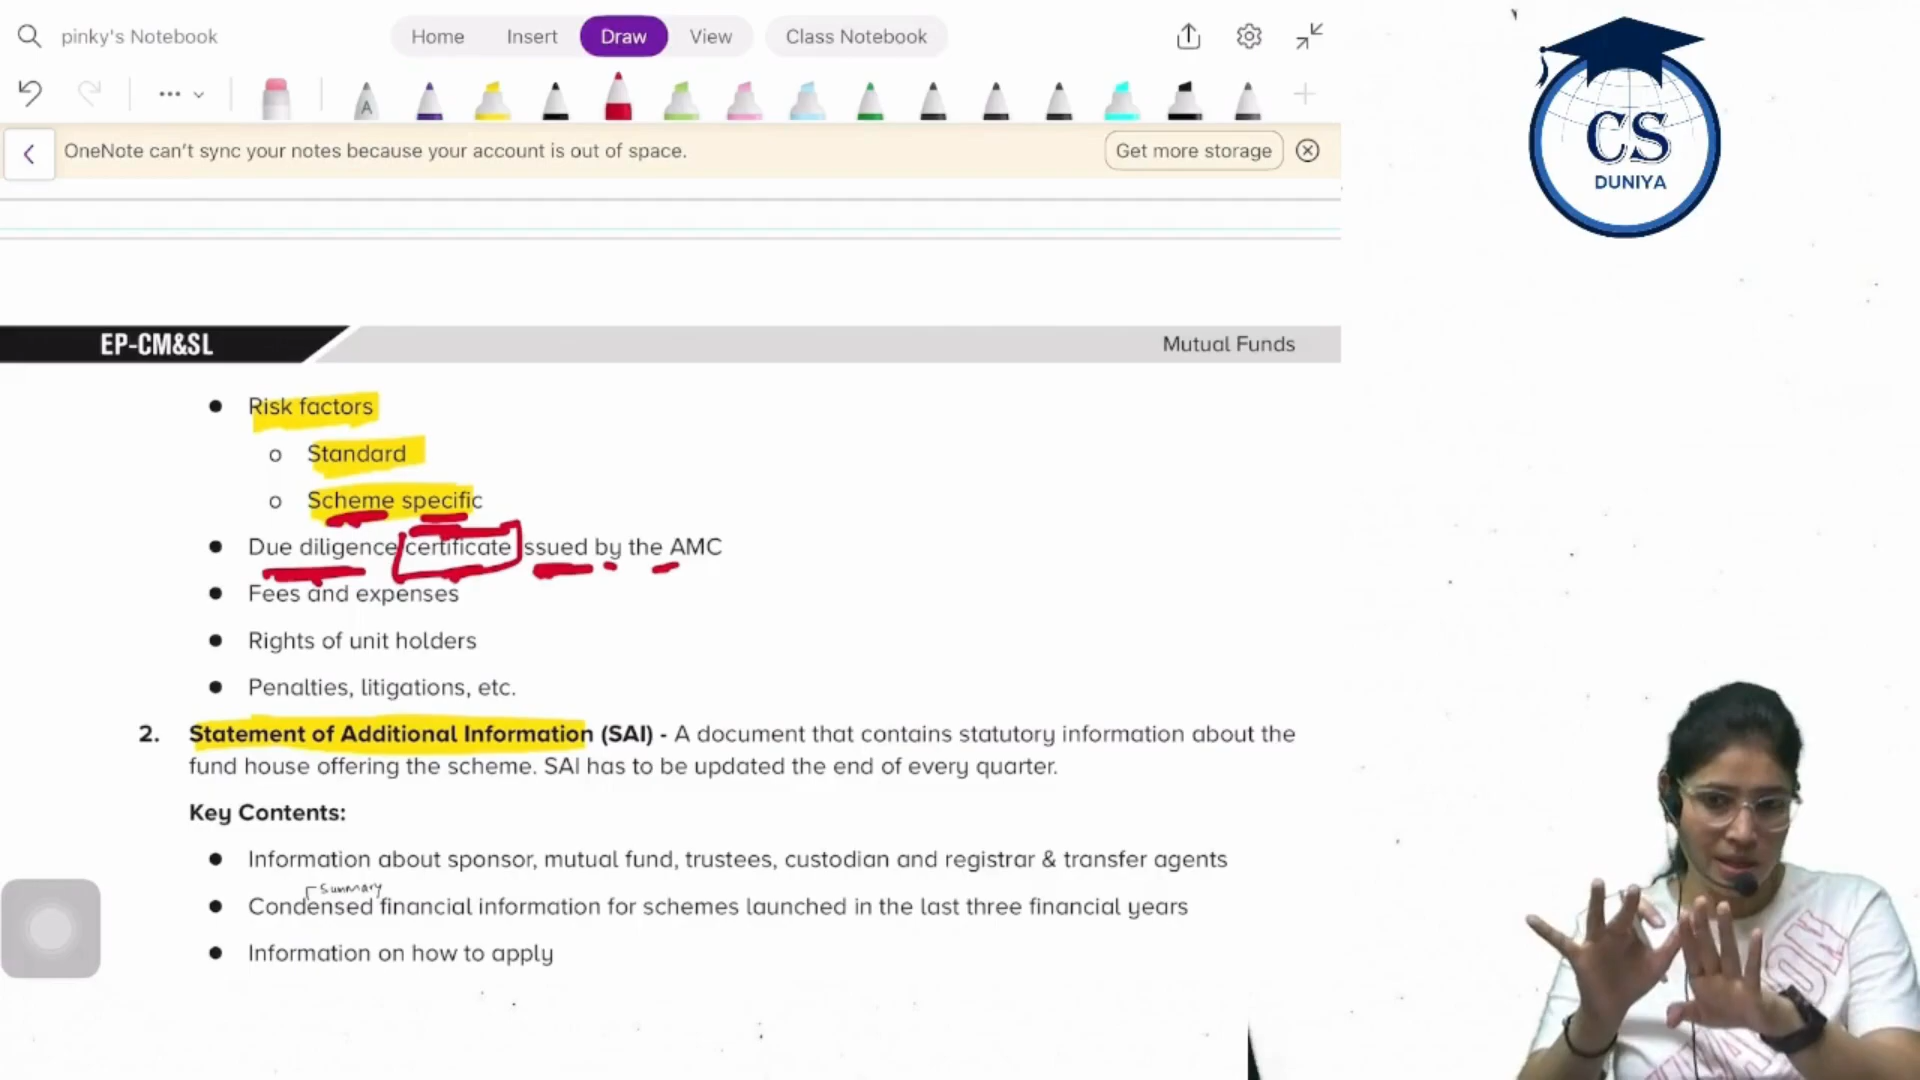 pinky's Notebook
Home
Insert
Draw
View
Class Notebook
A
OneNote can't sync your notes because your account is out of space.
Get more storage
CS
DUNIYA
EP-CM&SL
Mutual Funds
● Risk factors
o Standard
o Scheme specific
● Due diligence certificate issued by the AMC
● Fees and expenses
● Rights of unit holders
● Penalties, litigations, etc.
2. Statement of Additional Information (SAI) - A document that contains statutory information about the
fund house offering the scheme. SAI has to be updated the end of every quarter.
Key Contents:
● Information about sponsor, mutual fund, trustees, custodian and registrar & transfer agents
Summary
● Condensed financial information for schemes launched in the last three financial years
● Information on how to apply